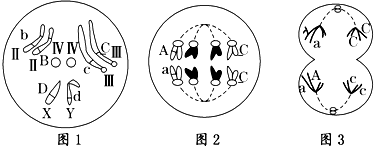 b Ⅱ Ⅱ B Ⅳ Ⅳ C Ⅲ c Ⅲ
D d
X Y
图1
A C
a C
图2
a C C
a A c c
图3